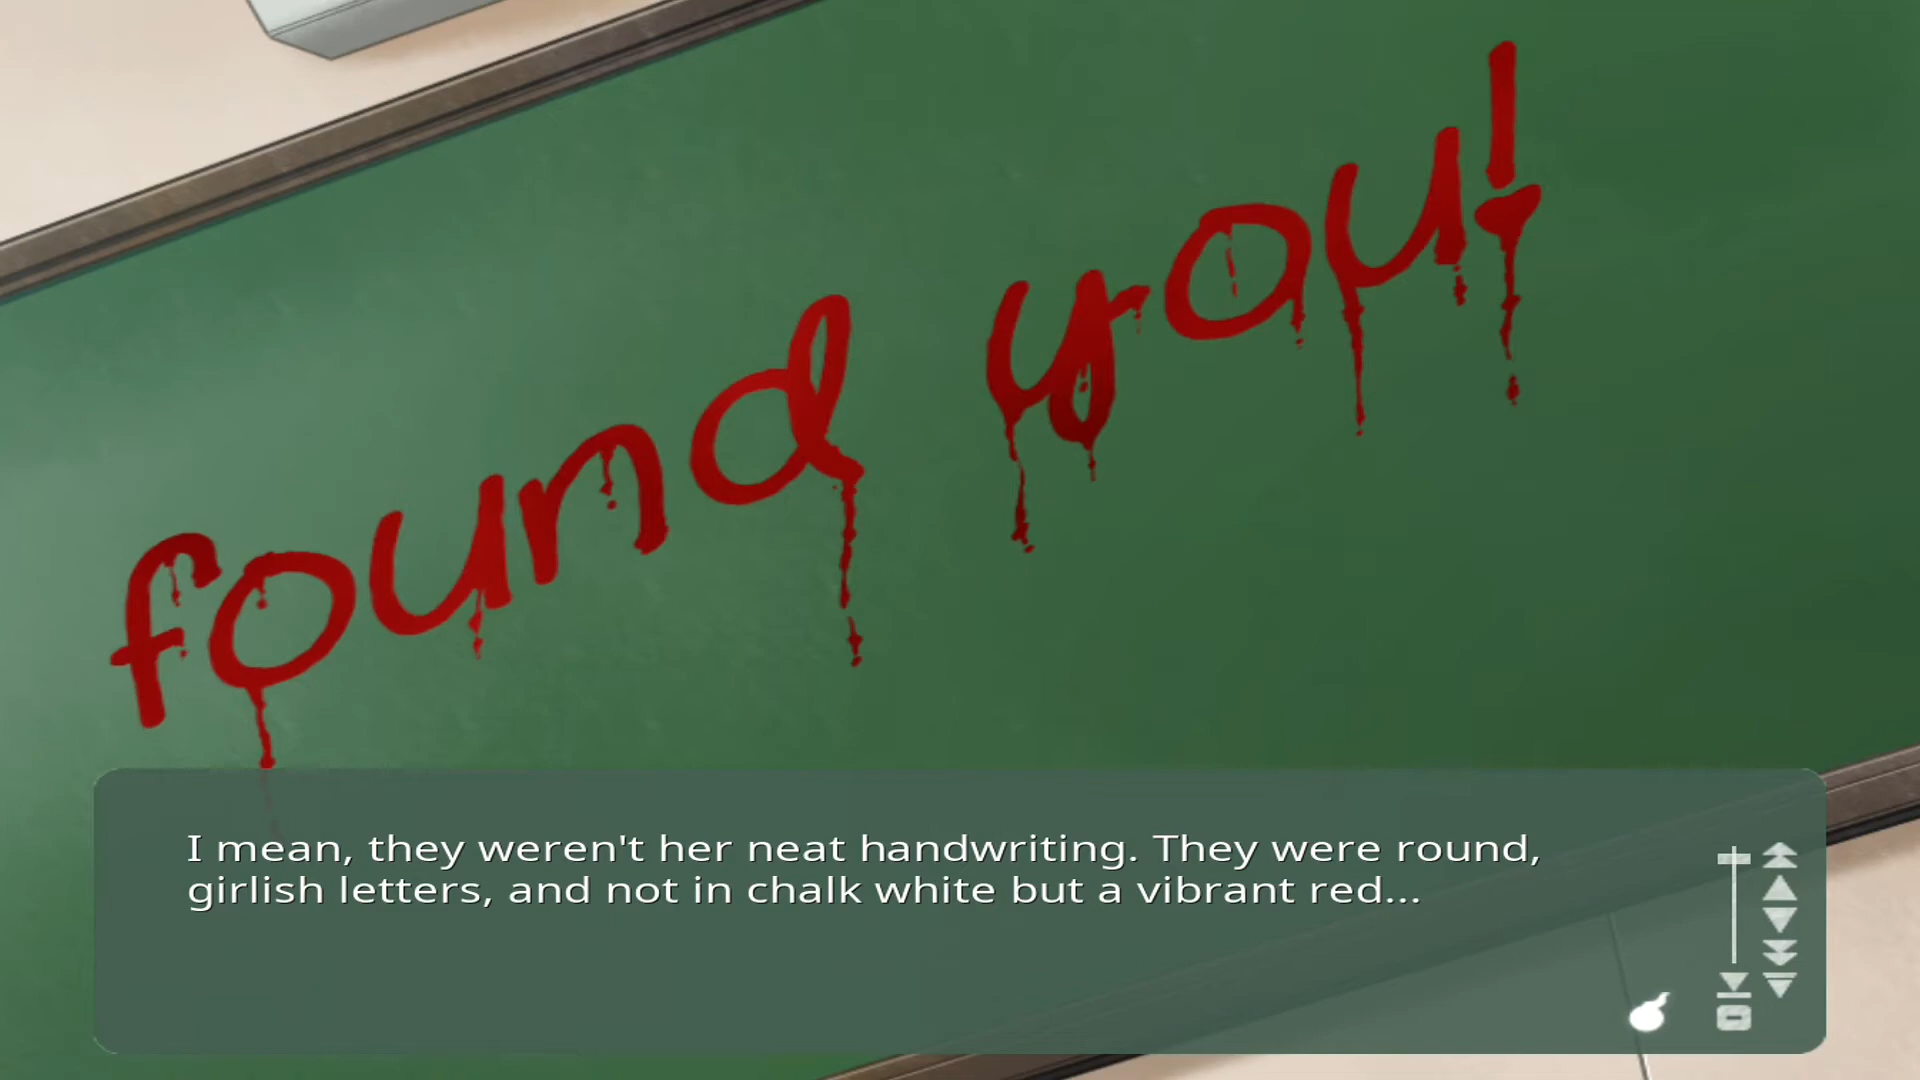 found you!
I mean, they weren't her neat handwriting. They were round,
girlish letters, and not in chalk white but a vibrant red...